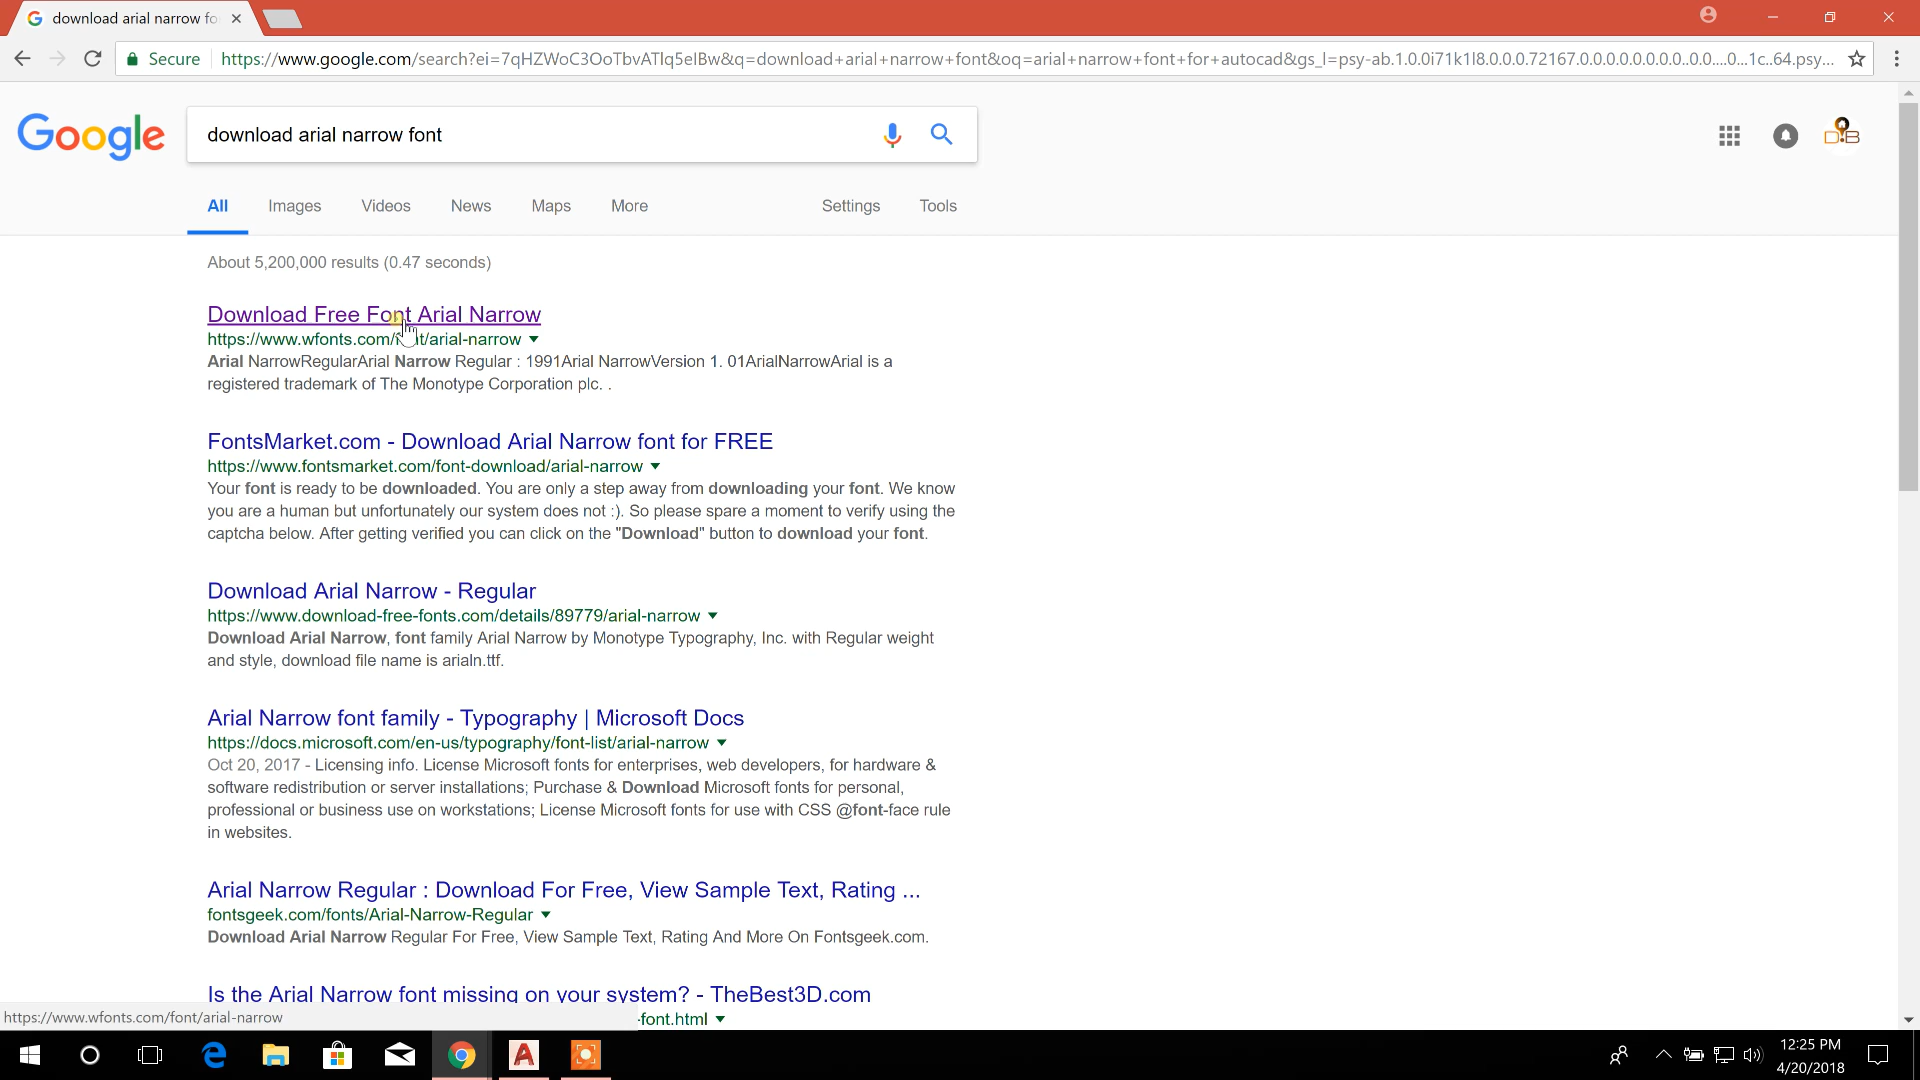 download arial narrow fo
Secure
https://www.google.com/search?ei=7qHZWoC3OoTbvATlq5eIBw&q=download+arial+narrow+font&oq=arial+narrow+font+for+autocad&gs_l=psy-ab.1.0.0i71k1l8.0.0.0.72167.0.0.0.0.0.0.0.0..0.0....0...1c..64.psy...
Google
download arial narrow font
D B
All Images Videos News Maps More Settings Tools
About 5,200,000 results (0.47 seconds)
Download Free Font Arial Narrow
https://www.wfonts.com/ t/arial-narrow
Arial NarrowRegularArial Narrow Regular : 1991Arial NarrowVersion 1. 01ArialNarrowArial is a
registered trademark of The Monotype Corporation plc. .
FontsMarket.com - Download Arial Narrow font for FREE
https://www.fontsmarket.com/font-download/arial-narrow
Your font is ready to be downloaded. You are only a step away from downloading your font. We know
you are a human but unfortunately our system does not :). So please spare a moment to verify using the
captcha below. After getting verified you can click on the "Download" button to download your font.
Download Arial Narrow - Regular
https://www.download-free-fonts.com/details/89779/arial-narrow
Download Arial Narrow, font family Arial Narrow by Monotype Typography, Inc. with Regular weight
and style, download file name is arialn.ttf.
Arial Narrow font family - Typography | Microsoft Docs
https://docs.microsoft.com/en-us/typography/font-list/arial-narrow
Oct 20, 2017 - Licensing info. License Microsoft fonts for enterprises, web developers, for hardware &
software redistribution or server installations; Purchase & Download Microsoft fonts for personal,
professional or business use on workstations; License Microsoft fonts for use with CSS @font-face rule
in websites.
Arial Narrow Regular : Download For Free, View Sample Text, Rating ...
fontsgeek.com/fonts/Arial-Narrow-Regular
Download Arial Narrow Regular For Free, View Sample Text, Rating And More On Fontsgeek.com.
Is the Arial Narrow font missing on your system? - TheBest3D.com
https://www.wfonts.com/font/arial-narrow
-font.html
12:25 PM
4/20/2018